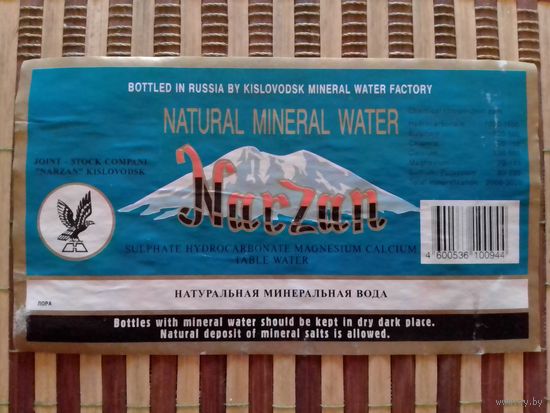 BOTTLED IN RUSSIA BY KISLOVODSK MINERAL WATER FACTORY
NATURAL MINERAL WATER
JOINT - STOCK COMPANI
"NARZAN" KISLOVODSK
Narzan
SULPHATE HYDROCARBONATE MAGNESIUM CALCIUM
TABLE WATER
4 600536 100944
НАТУРАЛЬНАЯ МИНЕРАЛЬНАЯ ВОДА
ЛОРА
Bottles with mineral water should be kept in dry dark place.
Natural deposit of mineral salts is allowed.